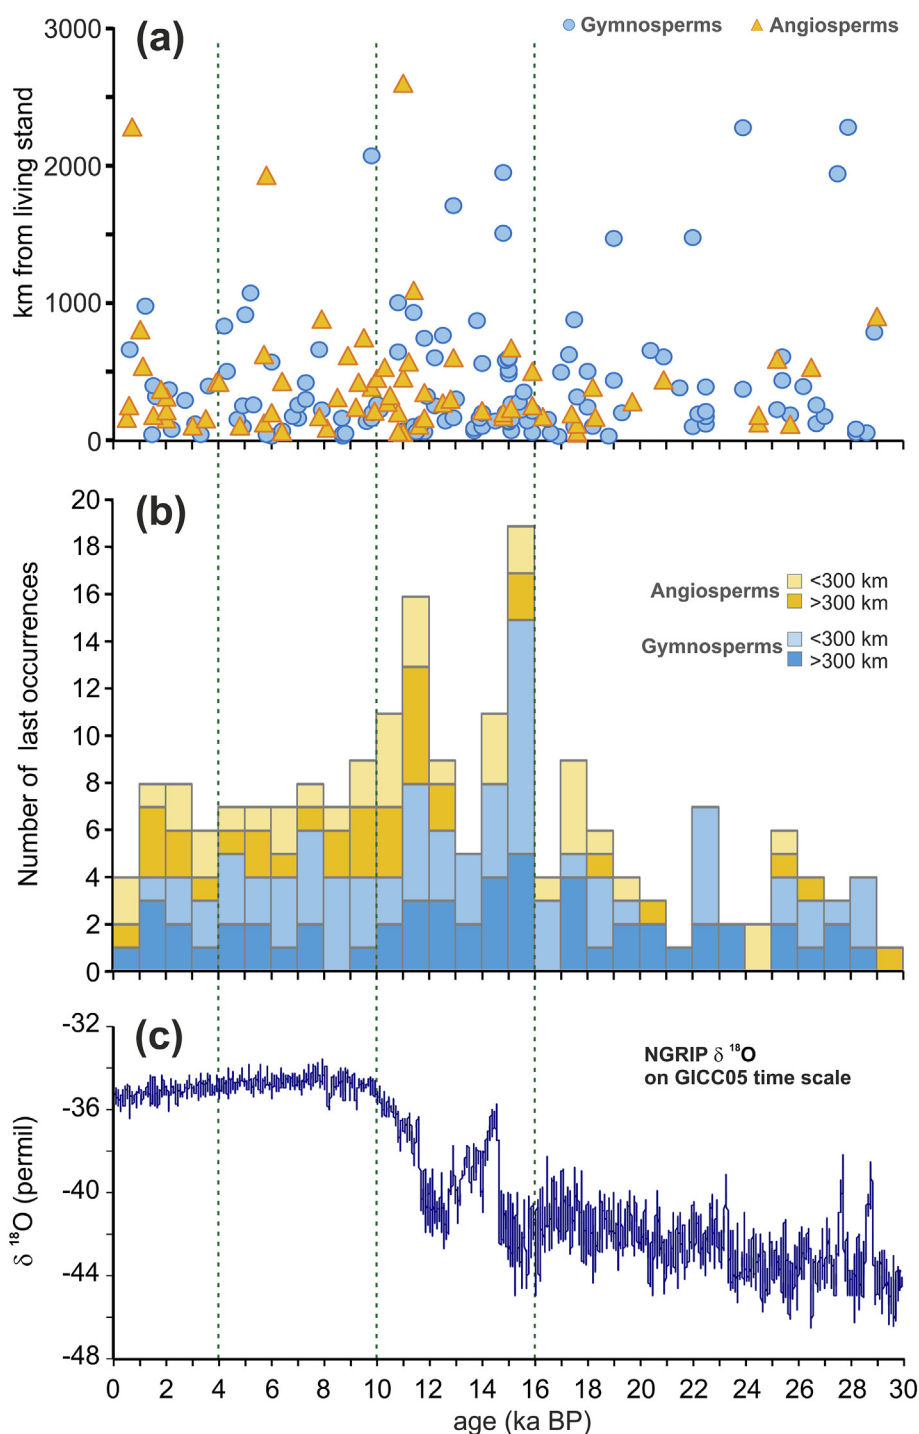 (a)
Gymnosperms Angiosperms
3000
2000
1000
0
km from living stand
(b)
20
18
16
14
12
10
8
6
4
2
0
Number of last occurrences
Angiosperms <300 km
>300 km
Gymnosperms <300 km
>300 km
(c)
-32
-36
-40
-44
-48
δ 18O (permil)
NGRIP δ 18O
on GICC05 time scale
0 2 4 6 8 10 12 14 16 18 20 22 24 26 28 30
age (ka BP)